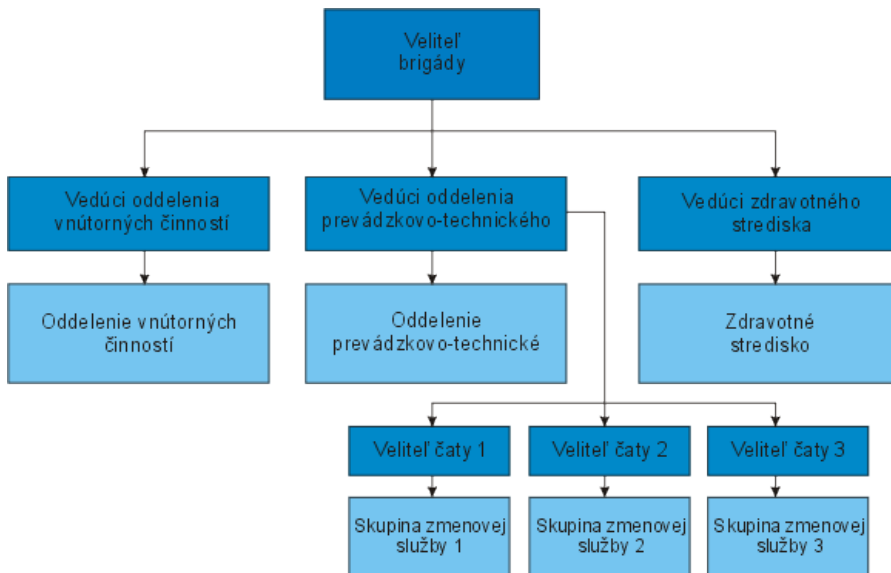 Veliteľ
brigády
Vedúci oddelenia
vnútorných činností
Vedúci oddelenia
prevádzkovo-technického
Vedúci zdravotného
strediska
Oddelenie vnútorných
činností
Oddelenie
prevádzkovo-technické
Zdravotné
stredisko
Veliteľ čaty 1
Veliteľ čaty 2
Veliteľ čaty 3
Skupina zmenovej
služby 1
Skupina zmenovej
služby 2
Skupina zmenovej
služby 3